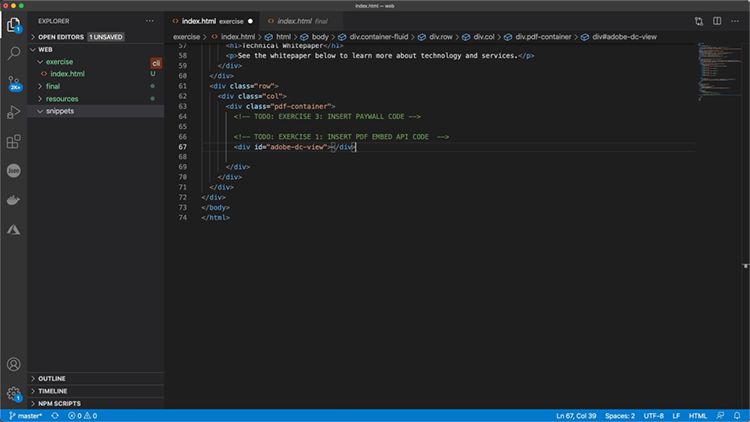 index.html — web
EXPLORER
index.html exercise
index.html final
OPEN EDITORS 1 UNSAVED
WEB
exercise
cli
index.html U
final
resources
snippets
exercise > index.html > html > body > div.container-fluid > div.row > div.col > div.pdf-container > div#adobe-dc-view
57 <h1>Technical Whitepaper</h1>
58 <p>See the whitepaper below to learn more about technology and services.</p>
59 </div>
60 </div>
61 <div class="row">
62 <div class="col">
63 <div class="pdf-container">
64 <!-- TODO: EXERCISE 3: INSERT PAYWALL CODE -->
65
66 <!-- TODO: EXERCISE 1: INSERT PDF EMBED API CODE -->
67 <div id="adobe-dc-view"></div>
68
69 </div>
70 </div>
71 </div>
72 </div>
73 </body>
74 </html>
2K+
1
Json
1
OUTLINE
TIMELINE
NPM SCRIPTS
master* 0 0 Ln 67, Col 39 Spaces: 2 UTF-8 LF HTML